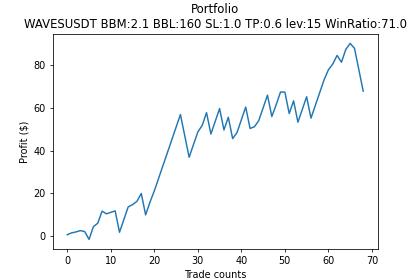 Portfolio
WAVESUSDT BBM:2.1 BBL:160 SL:1.0 TP:0.6 lev:15 WinRatio:71.0
Profit ($)
80
60
40
20
0
0 10 20 30 40 50 60 70
Trade counts